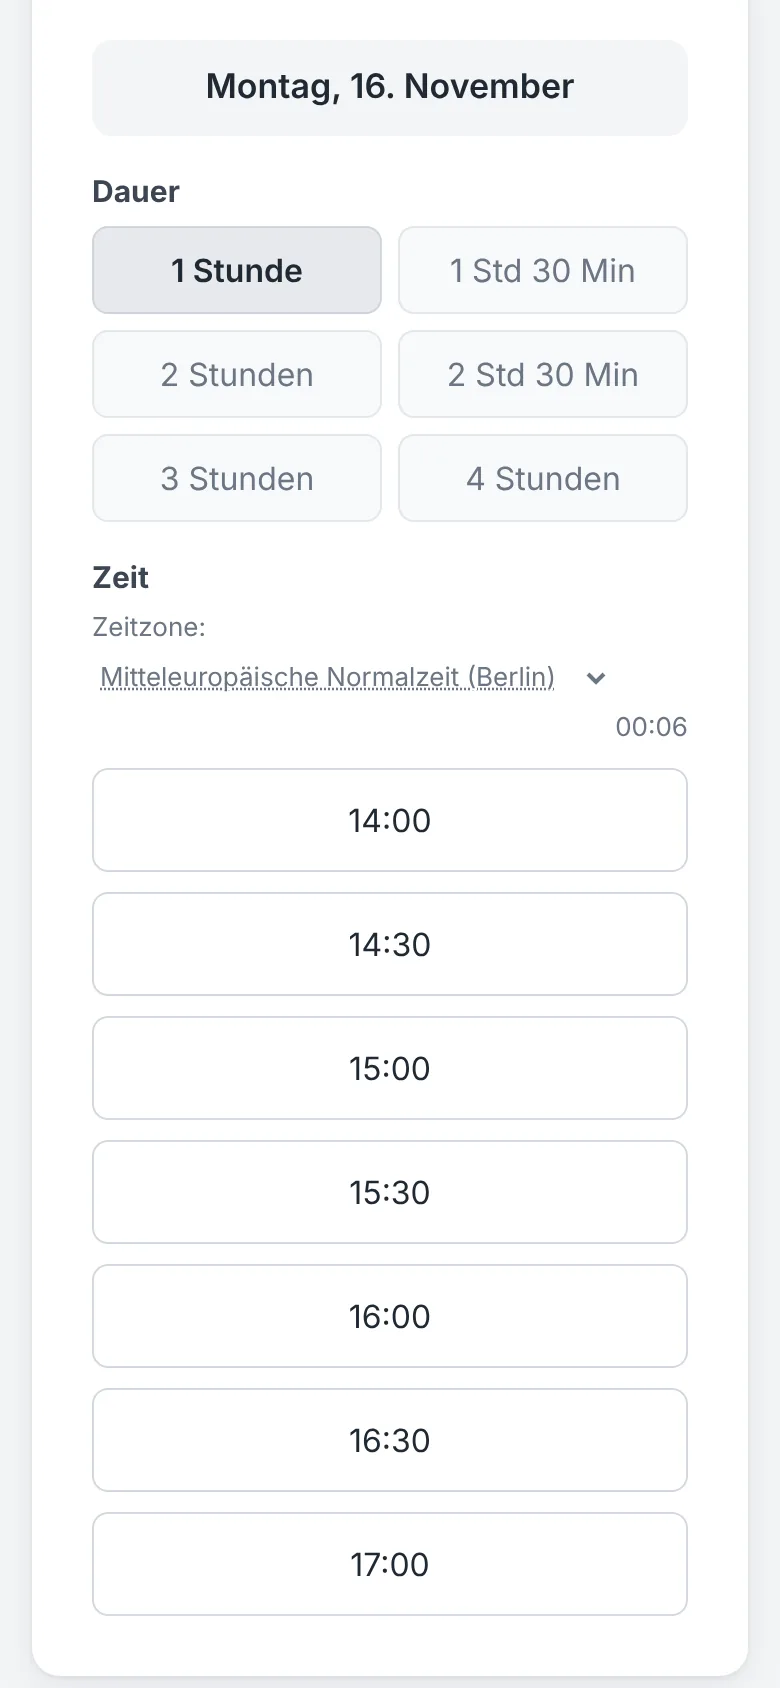 Montag, 16. November
Dauer
1 Stunde
1 Std 30 Min
2 Stunden
2 Std 30 Min
3 Stunden
4 Stunden
Zeit
Zeitzone:
Mitteleuropäische Normalzeit (Berlin)
00:06
14:00
14:30
15:00
15:30
16:00
16:30
17:00